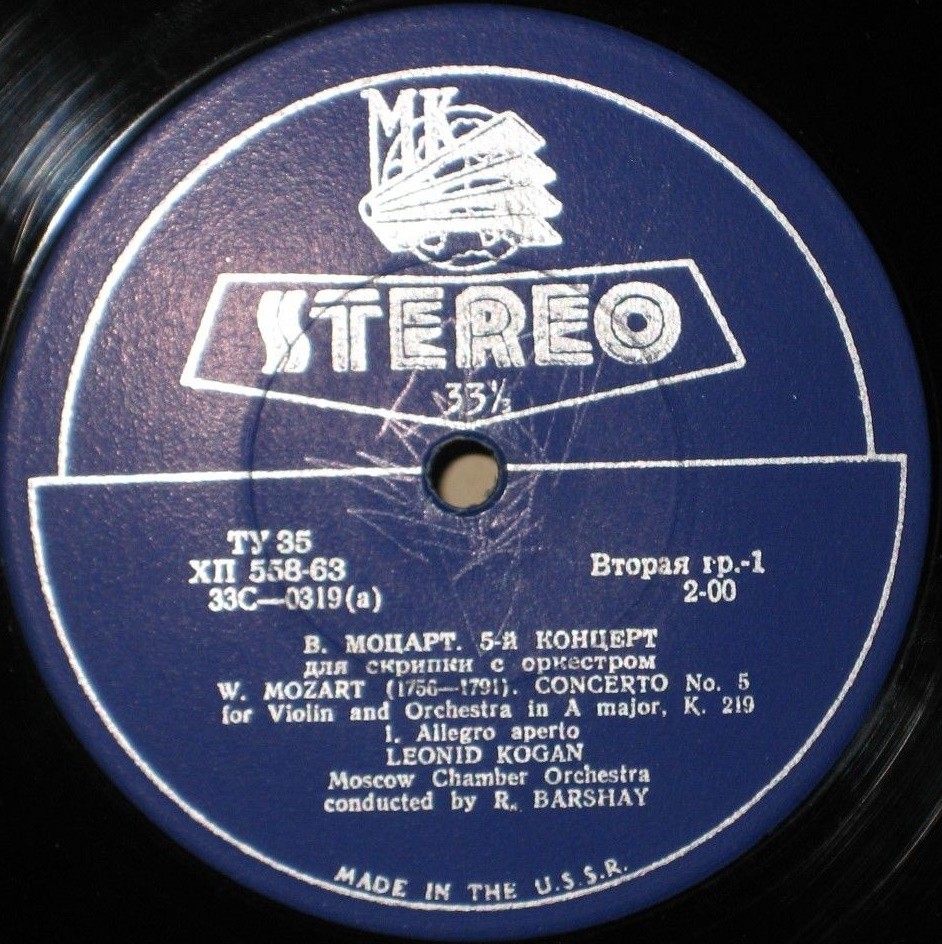 MK
STEREO
33⅓
ТУ 35
ХП 558-63
33С—0319(а)
Вторая гр.-1
2-00
В. МОЦАРТ. 5-й КОНЦЕРТ
для скрипки с оркестром
W. MOZART (1756—1791). CONCERTO No. 5
for Violin and Orchestra in A major, K. 219
1. Allegro aperto
LEONID KOGAN
Moscow Chamber Orchestra
conducted by R. BARSHAY
MADE IN THE U.S.S.R.